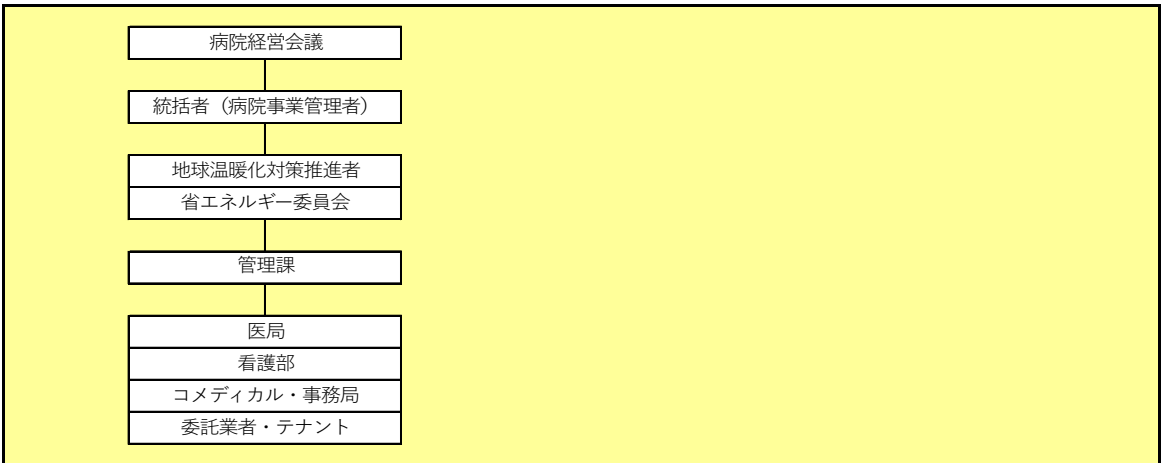 病院経営会議
統括者（病院事業管理者）
地球温暖化対策推進者
省エネルギー委員会
管理課
医局
看護部
コメディカル・事務局
委託業者・テナント